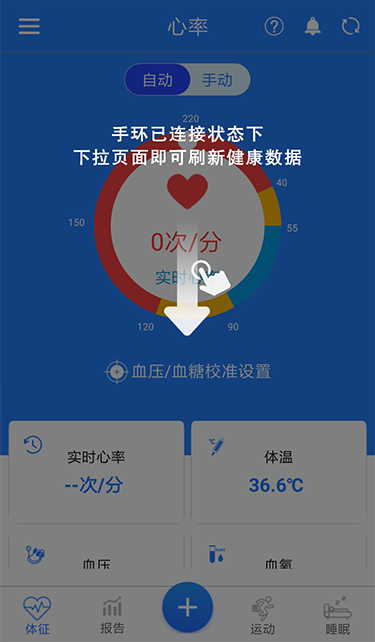 心率
自动 手动
220
手环已连接状态下
下拉页面即可刷新健康数据
40
150
55
0次/分
实时心率
120
90
血压/血糖校准设置
实时心率
--次/分
体温
36.6℃
血压
血氧
体征 报告 运动 睡眠